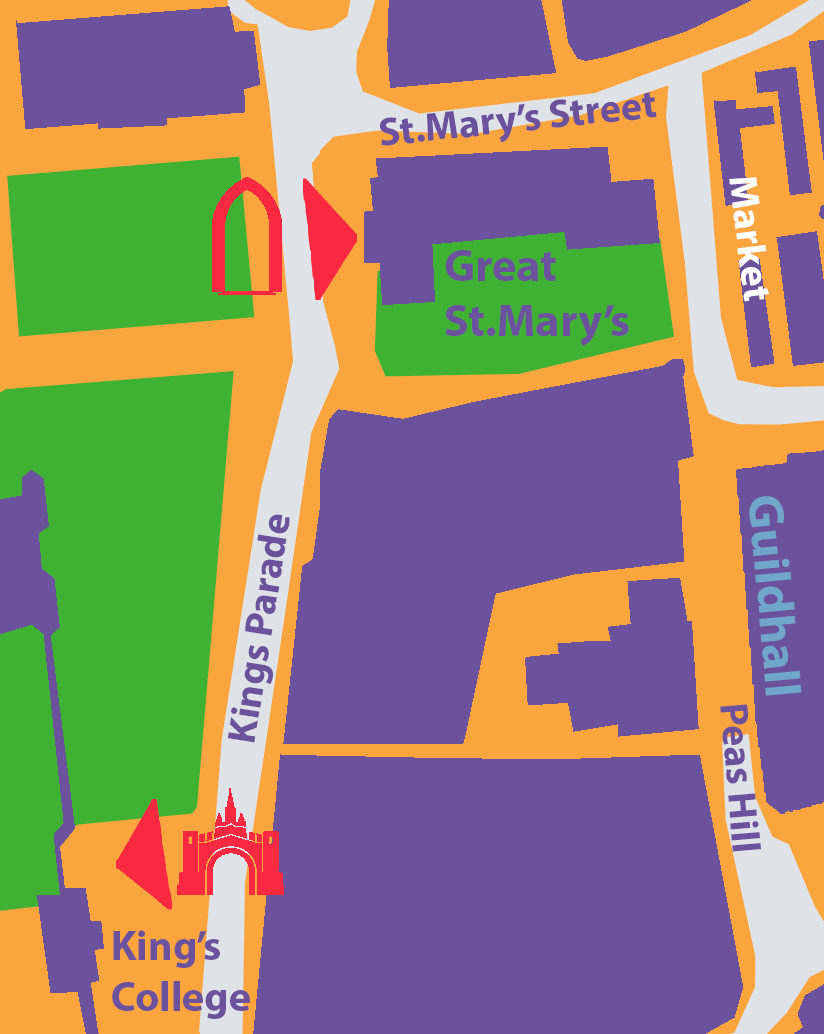 St.Mary's Street
Market
Great
St.Mary's
Kings Parade
Guildhall
Peas Hill
King's
College